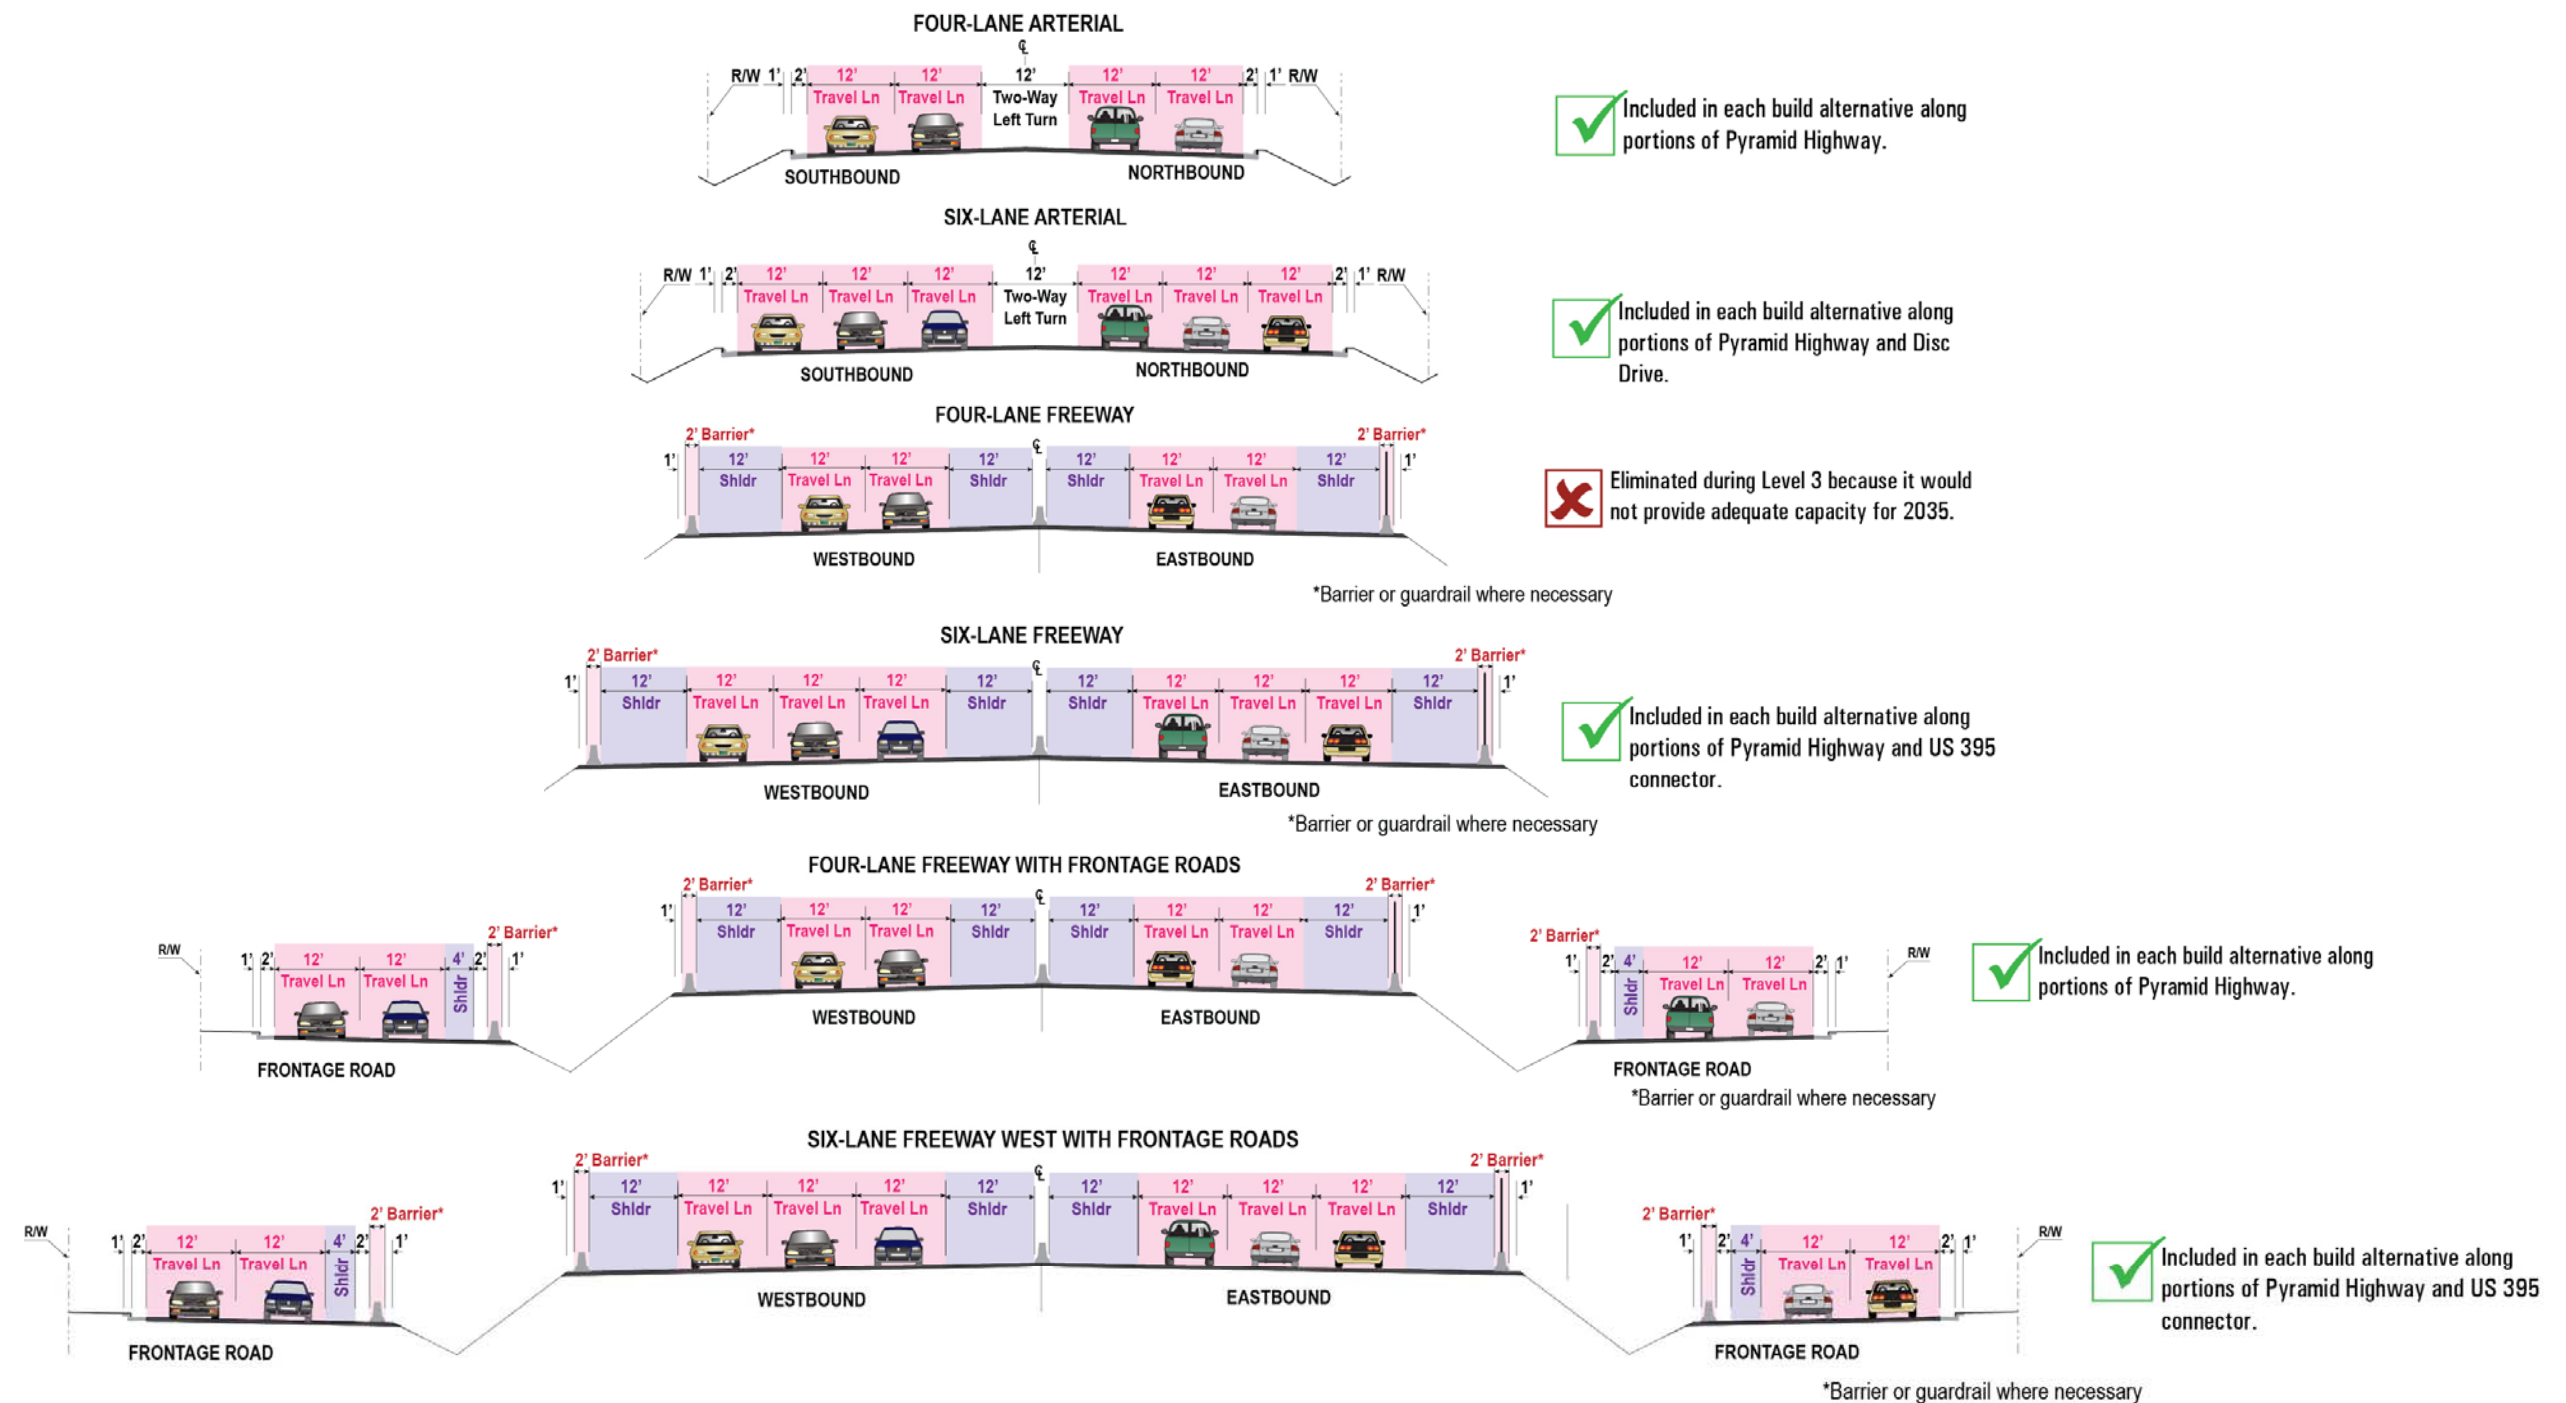 FOUR-LANE ARTERIAL
℄
R/W 1' 2' 12' 12' 12' 12' 12' 2' 1' R/W
Travel Ln Travel Ln Two-Way Travel Ln Travel Ln
Left Turn
SOUTHBOUND NORTHBOUND
Included in each build alternative along
portions of Pyramid Highway.
SIX-LANE ARTERIAL
℄
R/W 1' 2' 12' 12' 12' 12' 12' 12' 12' 2' 1' R/W
Travel Ln Travel Ln Travel Ln Two-Way Travel Ln Travel Ln Travel Ln
Left Turn
SOUTHBOUND NORTHBOUND
Included in each build alternative along
portions of Pyramid Highway and Disc
Drive.
FOUR-LANE FREEWAY
2' Barrier* ℄ 2' Barrier*
1' 12' 12' 12' 12' 12' 12' 12' 12' 1'
Shldr Travel Ln Travel Ln Shldr Shldr Travel Ln Travel Ln Shldr
WESTBOUND EASTBOUND
*Barrier or guardrail where necessary
Eliminated during Level 3 because it would
not provide adequate capacity for 2035.
SIX-LANE FREEWAY
2' Barrier* ℄ 2' Barrier*
1' 12' 12' 12' 12' 12' 12' 12' 12' 12' 12' 1'
Shldr Travel Ln Travel Ln Travel Ln Shldr Shldr Travel Ln Travel Ln Travel Ln Shldr
WESTBOUND EASTBOUND
*Barrier or guardrail where necessary
Included in each build alternative along
portions of Pyramid Highway and US 395
connector.
FOUR-LANE FREEWAY WITH FRONTAGE ROADS
2' Barrier* ℄ 2' Barrier*
1' 12' 12' 12' 12' 12' 12' 12' 12' 1'
Shldr Travel Ln Travel Ln Shldr Shldr Travel Ln Travel Ln Shldr
WESTBOUND EASTBOUND
2' Barrier*
R/W 1' 2' 12' 12' 4' 2' 1'
Travel Ln Travel Ln Shldr
FRONTAGE ROAD
2' Barrier*
1' 2' 4' 12' 12' 2' 1' R/W
Shldr Travel Ln Travel Ln
FRONTAGE ROAD
*Barrier or guardrail where necessary
Included in each build alternative along
portions of Pyramid Highway.
SIX-LANE FREEWAY WEST WITH FRONTAGE ROADS
2' Barrier* ℄ 2' Barrier*
1' 12' 12' 12' 12' 12' 12' 12' 12' 12' 12' 1'
Shldr Travel Ln Travel Ln Travel Ln Shldr Shldr Travel Ln Travel Ln Travel Ln Shldr
WESTBOUND EASTBOUND
2' Barrier*
R/W 1' 2' 12' 12' 4' 2' 1'
Travel Ln Travel Ln Shldr
FRONTAGE ROAD
2' Barrier*
1' 2' 4' 12' 12' 2' 1' R/W
Shldr Travel Ln Travel Ln
FRONTAGE ROAD
*Barrier or guardrail where necessary
Included in each build alternative along
portions of Pyramid Highway and US 395
connector.